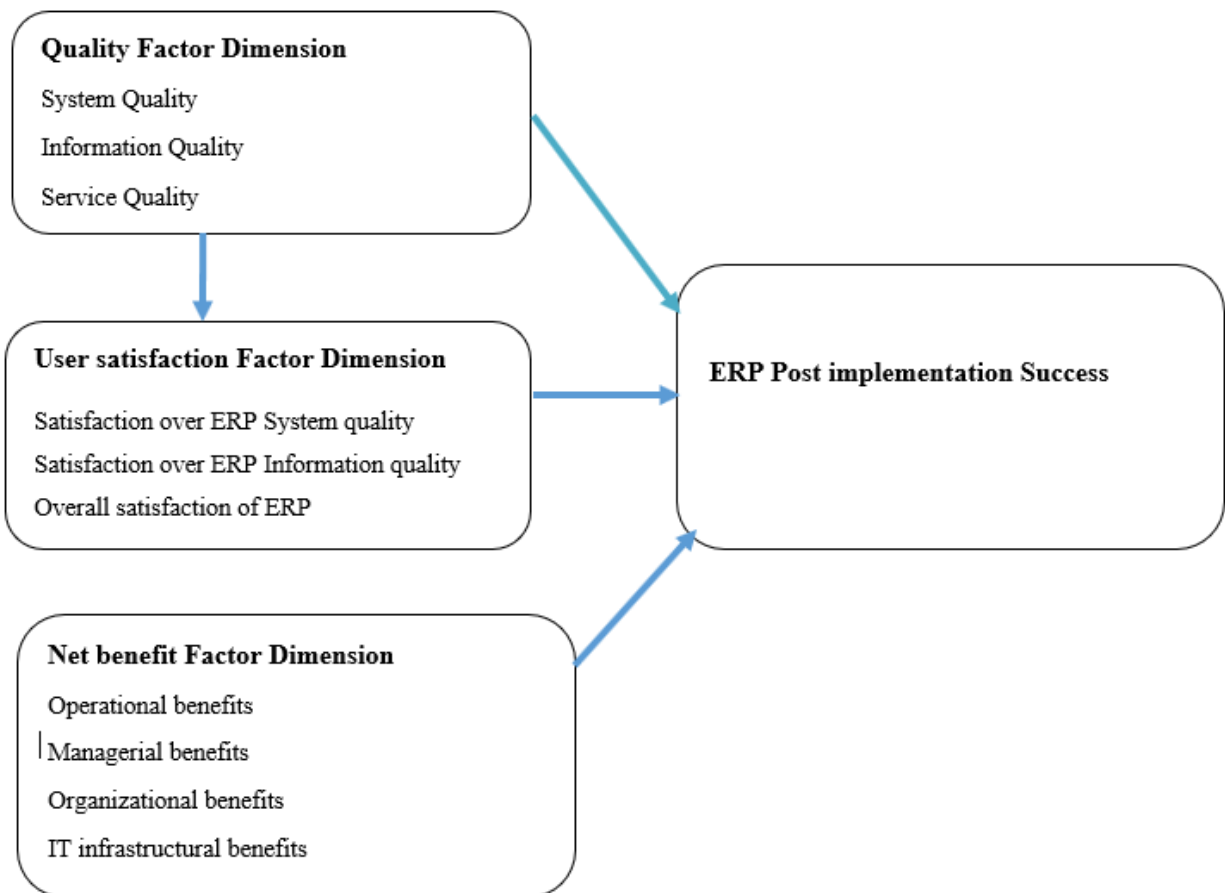 Quality Factor Dimension
System Quality
Information Quality
Service Quality
User satisfaction Factor Dimension
Satisfaction over ERP System quality
Satisfaction over ERP Information quality
Overall satisfaction of ERP
ERP Post implementation Success
Net benefit Factor Dimension
Operational benefits
Managerial benefits
Organizational benefits
IT infrastructural benefits